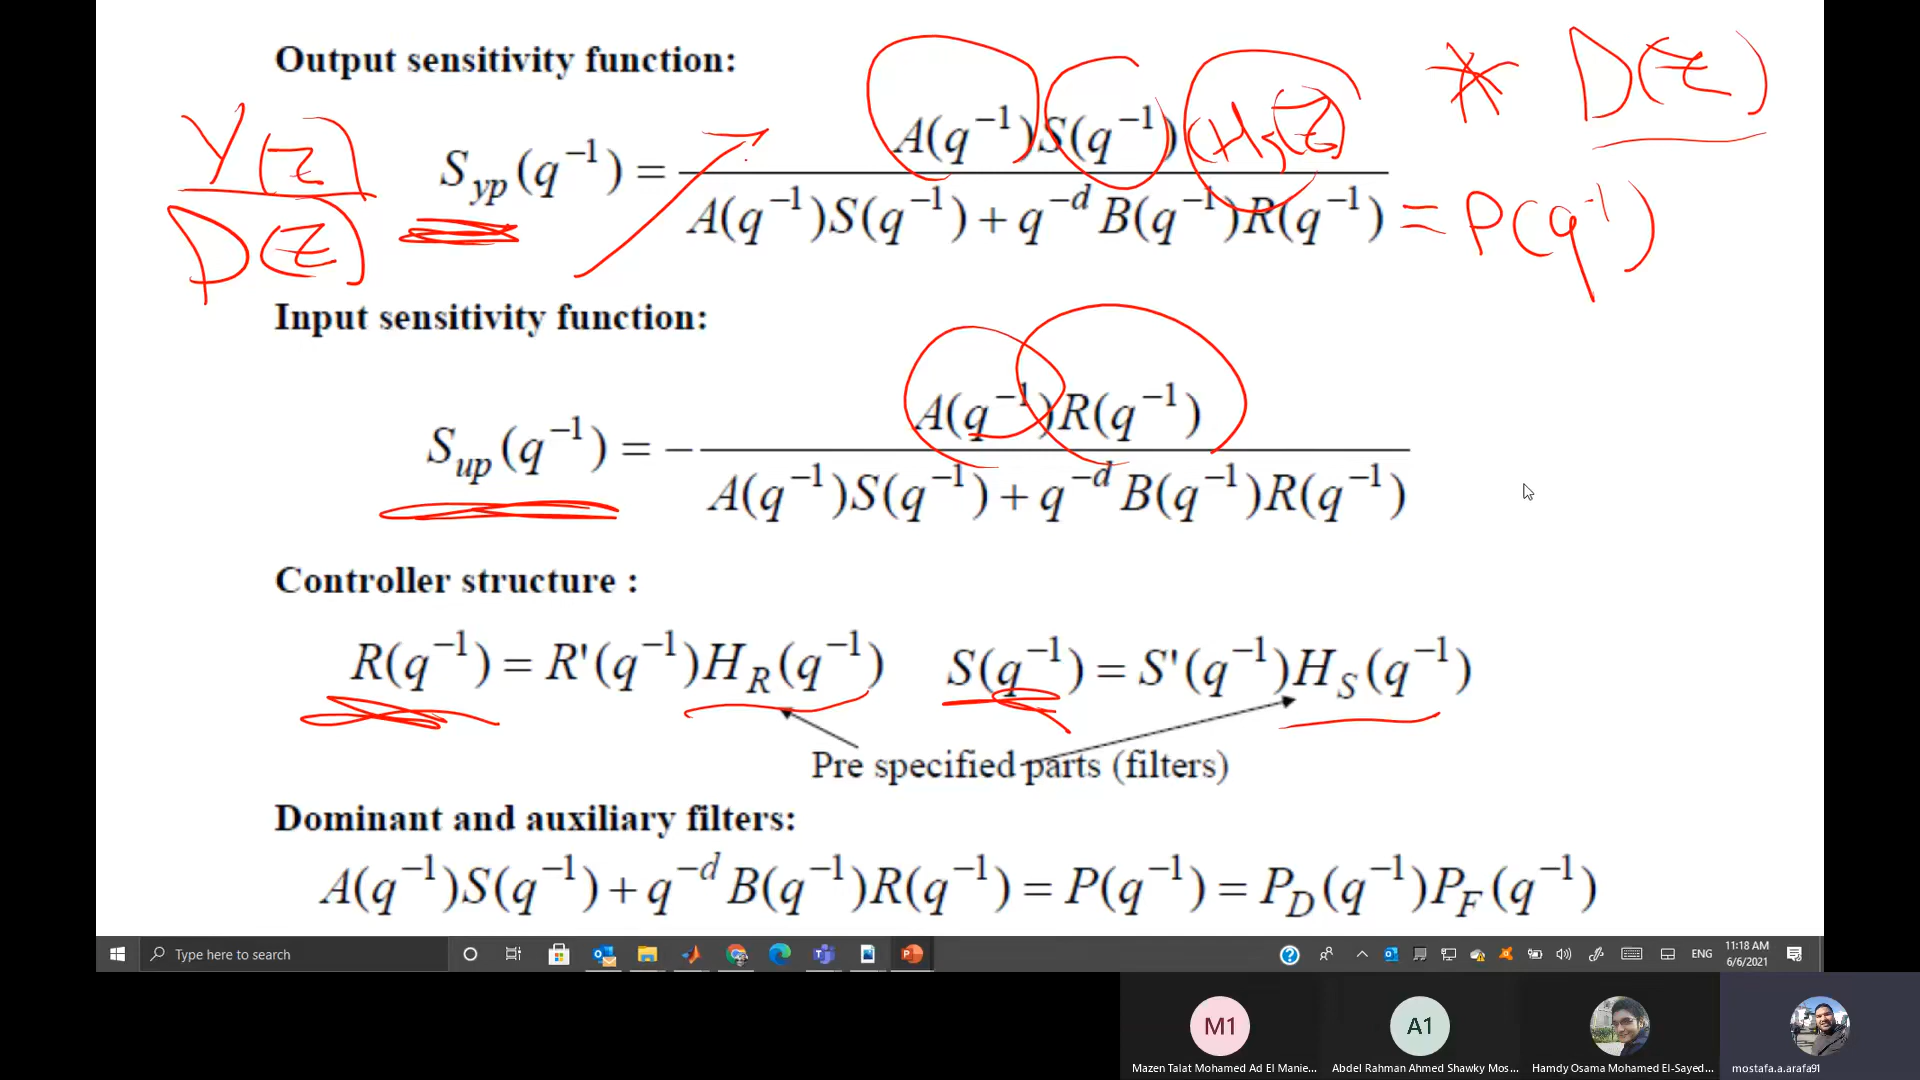 Output sensitivity function:
Y(z)
D(z)
S_yp(q^-1) = A(q^-1)S(q^-1) (Hs(z)) * D(z)
A(q^-1)S(q^-1) + q^-d B(q^-1)R(q^-1) = P(q^-1)
Input sensitivity function:
S_up(q^-1) = - A(q^-1)R(q^-1)
A(q^-1)S(q^-1) + q^-d B(q^-1)R(q^-1)
Controller structure :
R(q^-1) = R'(q^-1)H_R(q^-1) S(q^-1) = S'(q^-1)H_S(q^-1)
Pre specified parts (filters)
Dominant and auxiliary filters:
A(q^-1)S(q^-1) + q^-d B(q^-1)R(q^-1) = P(q^-1) = P_D(q^-1)P_F(q^-1)
Type here to search
ENG
11:18 AM
6/6/2021
M1
A1
Mazen Talat Mohamed Ad El Manie...
Abdel Rahman Ahmed Shawky Mos...
Hamdy Osama Mohamed El-Sayed...
mostafa.a.arafa91